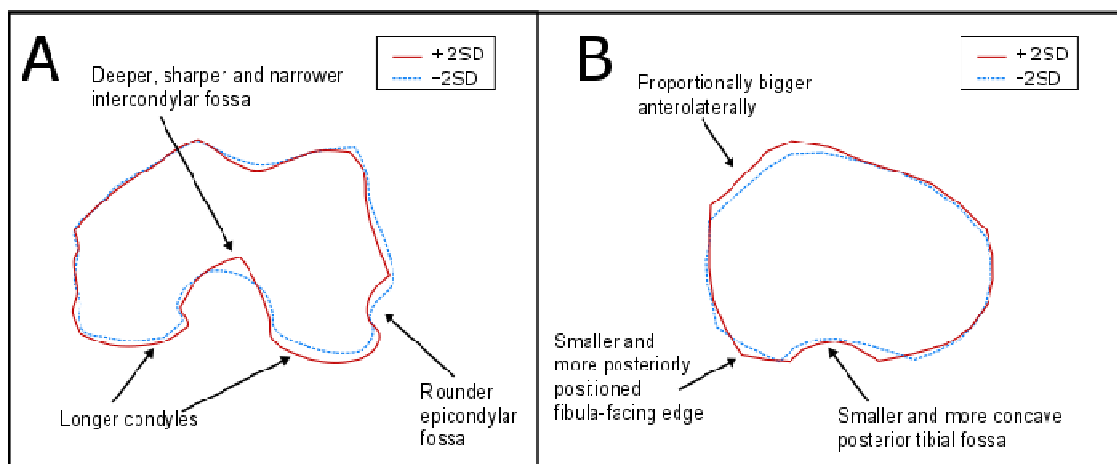 A
+2SD
-2SD
Deeper, sharper and narrower
intercondylar fossa
Longer condyles
Rounder
epicondylar
fossa
B
+2SD
-2SD
Proportionally bigger
anterolaterally
Smaller and
more posteriorly
positioned
fibula-facing edge
Smaller and more concave
posterior tibial fossa